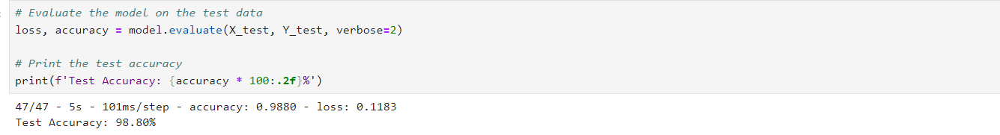 # Evaluate the model on the test data
loss, accuracy = model.evaluate(X_test, Y_test, verbose=2)
# Print the test accuracy
print(f'Test Accuracy: {accuracy * 100:.2f}%')
47/47 - 5s - 101ms/step - accuracy: 0.9880 - loss: 0.1183
Test Accuracy: 98.80%